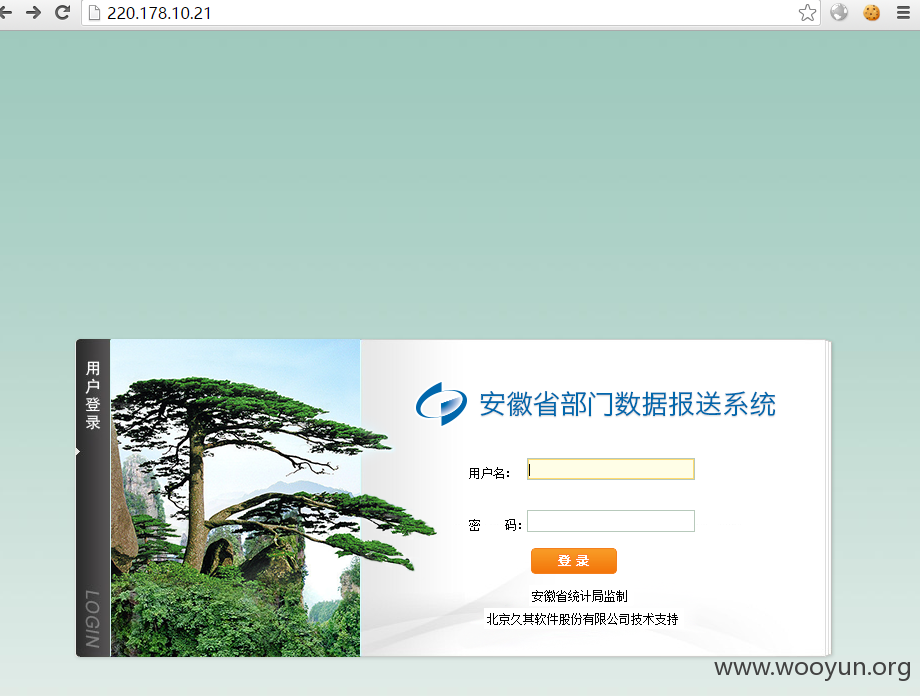 220.178.10.21
用户登录
LOGIN
安徽省部门数据报送系统
用户名：
密 码：
登 录
安徽省统计局监制
北京久其软件股份有限公司技术支持
www.wooyun.org